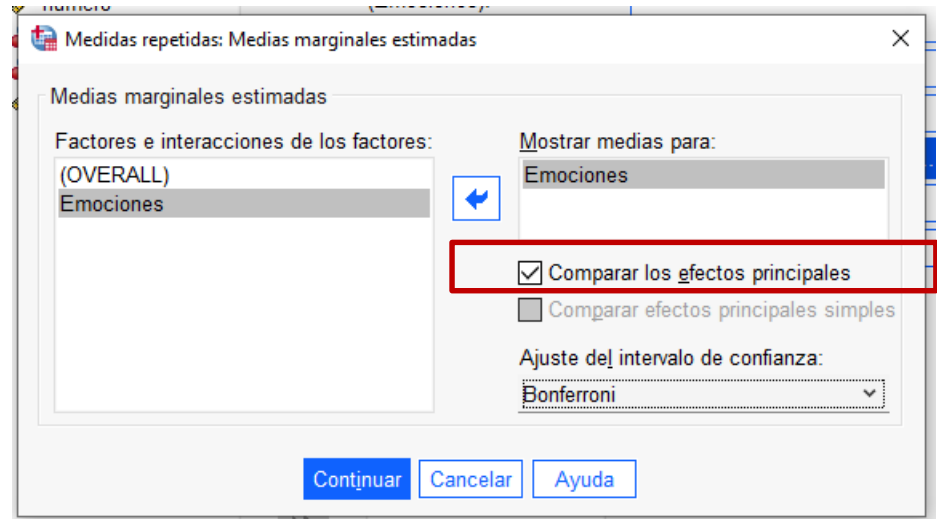 Medidas repetidas: Medias marginales estimadas
Medias marginales estimadas
Factores e interacciones de los factores:
(OVERALL)
Emociones
Mostrar medias para:
Emociones
Comparar los efectos principales
Comparar efectos principales simples
Ajuste del intervalo de confianza:
Bonferroni
Continuar
Cancelar
Ayuda